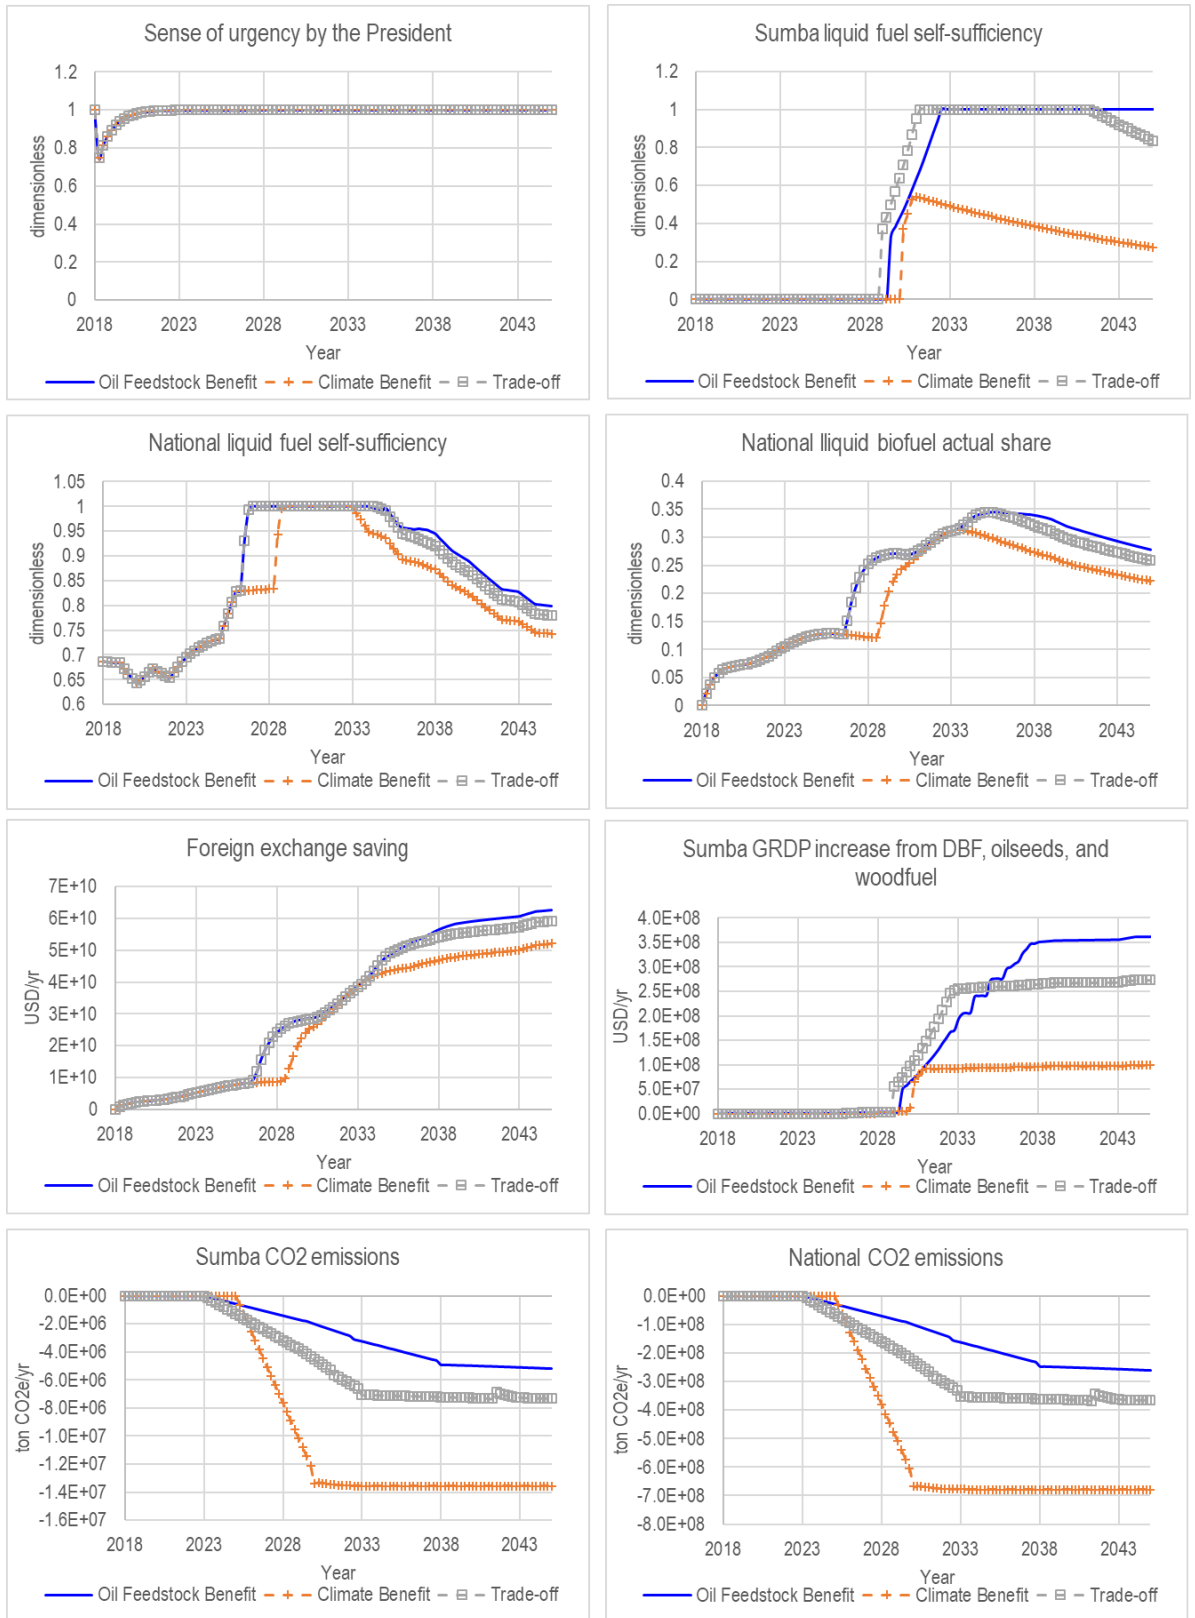 Sense of urgency by the President
1.2
1
0.8
0.6
0.4
0.2
0
dimensionless
2018 2023 2028 2033 2038 2043
Year
Oil Feedstock Benefit Climate Benefit Trade-off
Sumba liquid fuel self-sufficiency
1.2
1
0.8
0.6
0.4
0.2
0
dimensionless
2018 2023 2028 2033 2038 2043
Year
Oil Feedstock Benefit Climate Benefit Trade-off
National liquid fuel self-sufficiency
1.05
1
0.95
0.9
0.85
0.8
0.75
0.7
0.65
0.6
dimensionless
2018 2023 2028 2033 2038 2043
Year
Oil Feedstock Benefit Climate Benefit Trade-off
National lliquid biofuel actual share
0.4
0.35
0.3
0.25
0.2
0.15
0.1
0.05
0
dimensionless
2018 2023 2028 2033 2038 2043
Year
Oil Feedstock Benefit Climate Benefit Trade-off
Foreign exchange saving
7E+10
6E+10
5E+10
4E+10
3E+10
2E+10
1E+10
0
USD/yr
2018 2023 2028 2033 2038 2043
Year
Oil Feedstock Benefit Climate Benefit Trade-off
Sumba GRDP increase from DBF, oilseeds, and
woodfuel
4.0E+08
3.5E+08
3.0E+08
2.5E+08
2.0E+08
1.5E+08
1.0E+08
5.0E+07
0.0E+00
USD/yr
2018 2023 2028 2033 2038 2043
Year
Oil Feedstock Benefit Climate Benefit Trade-off
Sumba CO2 emissions
0.0E+00
-2.0E+06
-4.0E+06
-6.0E+06
-8.0E+06
-1.0E+07
-1.2E+07
-1.4E+07
-1.6E+07
ton CO2e/yr
2018 2023 2028 2033 2038 2043
Year
Oil Feedstock Benefit Climate Benefit Trade-off
National CO2 emissions
0.0E+00
-1.0E+08
-2.0E+08
-3.0E+08
-4.0E+08
-5.0E+08
-6.0E+08
-7.0E+08
-8.0E+08
ton CO2e/yr
2018 2023 2028 2033 2038 2043
Year
Oil Feedstock Benefit Climate Benefit Trade-off